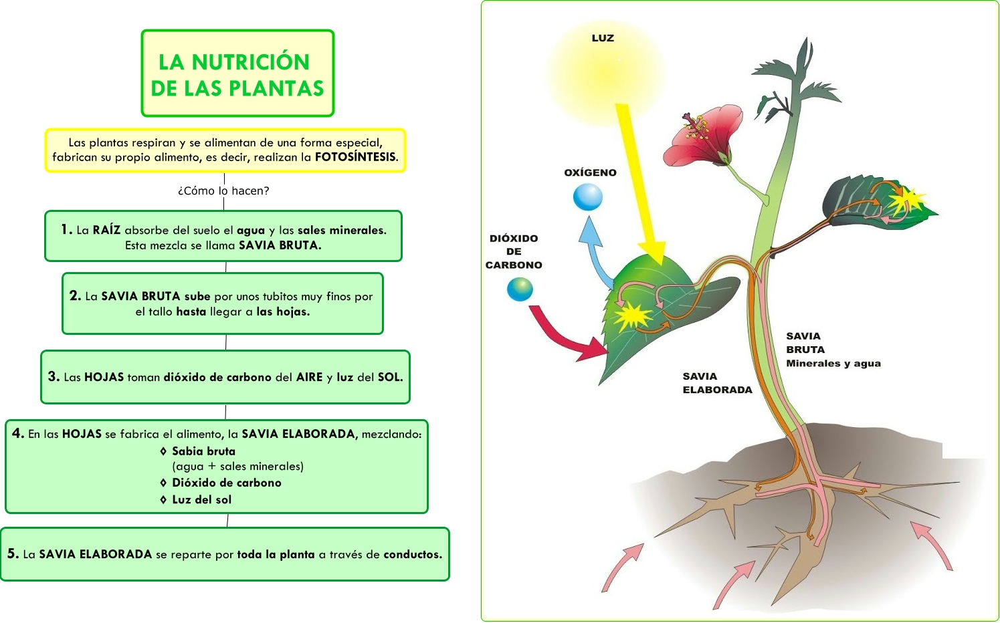 LA NUTRICIÓN
DE LAS PLANTAS
Las plantas respiran y se alimentan de una forma especial,
fabrican su propio alimento, es decir, realizan la FOTOSÍNTESIS.
¿Cómo lo hacen?
1. La RAÍZ absorbe del suelo el agua y las sales minerales.
Esta mezcla se llama SAVIA BRUTA.
2. La SAVIA BRUTA sube por unos tubitos muy finos por
el tallo hasta llegar a las hojas.
3. Las HOJAS toman dióxido de carbono del AIRE y luz del SOL.
4. En las HOJAS se fabrica el alimento, la SAVIA ELABORADA, mezclando:
◊ Sabia bruta
(agua + sales minerales)
◊ Dióxido de carbono
◊ Luz del sol
5. La SAVIA ELABORADA se reparte por toda la planta a través de conductos.
LUZ
OXÍGENO
DIÓXIDO
DE
CARBONO
SAVIA
BRUTA
Minerales y agua
SAVIA
ELABORADA